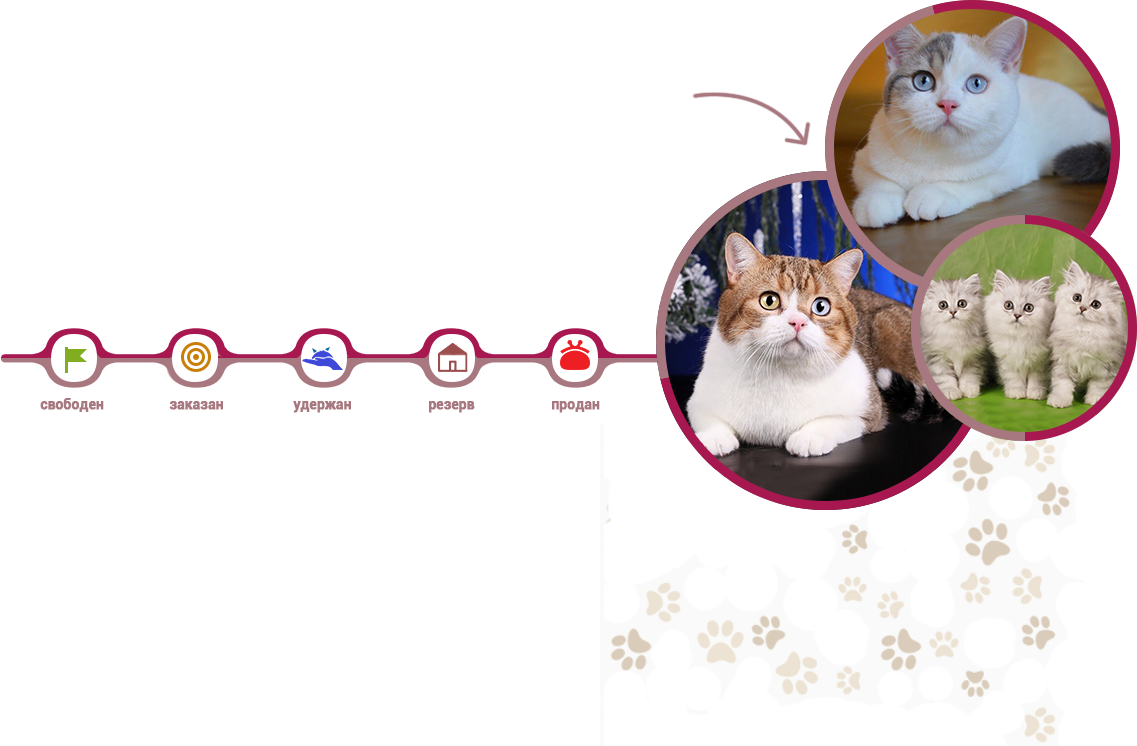 свободен
заказан
удержан
резерв
продан